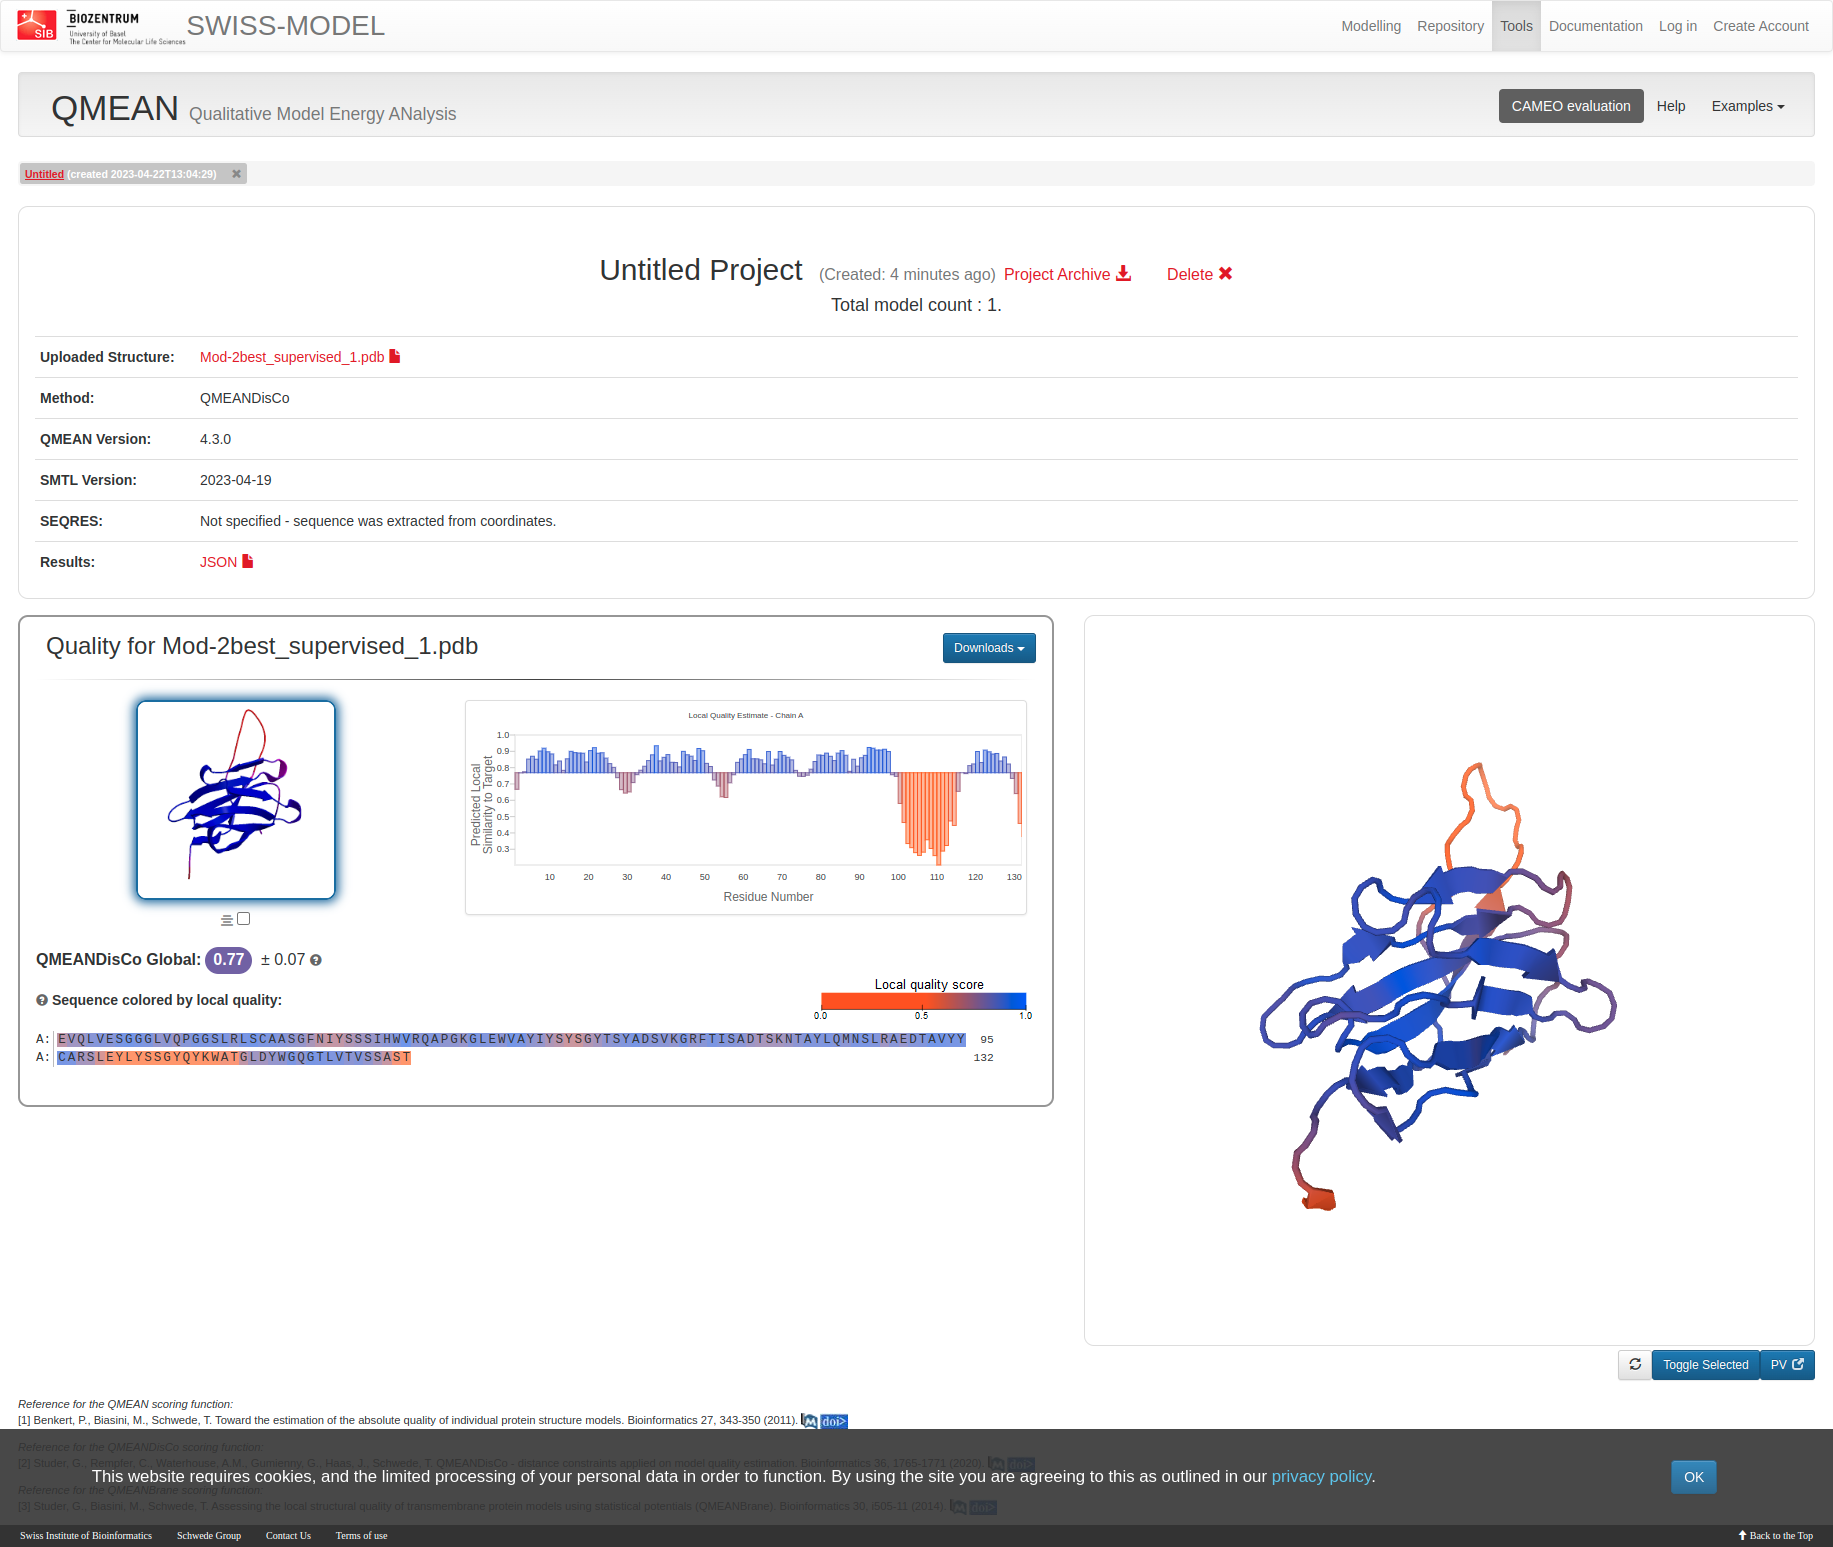 SIB
BIOZENTRUM
University of Basel
The Center for Molecular Life Sciences
SWISS-MODEL
Modelling Repository Tools Documentation Log in Create Account
QMEAN Qualitative Model Energy ANalysis
CAMEO evaluation Help Examples
Untitled (created 2023-04-22T13:04:29)
Untitled Project (Created: 4 minutes ago) Project Archive Delete
Total model count : 1.
Uploaded Structure: Mod-2best_supervised_1.pdb
Method: QMEANDisCo
QMEAN Version: 4.3.0
SMTL Version: 2023-04-19
SEQRES: Not specified - sequence was extracted from coordinates.
Results: JSON
Quality for Mod-2best_supervised_1.pdb
Downloads
Local Quality Estimate - Chain A
Predicted Local
Similarity to Target
1.0
0.9
0.8
0.7
0.6
0.5
0.4
0.3
10 20 30 40 50 60 70 80 90 100 110 120 130
Residue Number
QMEANDisCo Global: 0.77 ± 0.07
Sequence colored by local quality:
Local quality score
0.0 0.5 1.0
A: EVQLVESGGGLVQPGGSLRLSCAASGFNIYSSSIHWVRQAPGKGLEWVAYIYSYSGYTSYADSVKGRFTISADTSKNTAYLQMNSLRAEDTAVYY 95
A: CARSLEYLYSSGYQYKWATGLDYWGQGTLVTVSSAST 132
Toggle Selected PV
Reference for the QMEAN scoring function:
[1] Benkert, P., Biasini, M., Schwede, T. Toward the estimation of the absolute quality of individual protein structure models. Bioinformatics 27, 343-350 (2011). doi>
Reference for the QMEANDisCo scoring function:
[2] Studer, G., Rempfer, C., Waterhouse, A.M., Gumienny, G., Haas, J., Schwede, T. QMEANDisCo - distance constraints applied on model quality estimation. Bioinformatics 36, 1765-1771 (2020). doi>
This website requires cookies, and the limited processing of your personal data in order to function. By using the site you are agreeing to this as outlined in our privacy policy.
OK
Reference for the QMEANBrane scoring function:
[3] Studer, G., Biasini, M., Schwede, T. Assessing the local structural quality of transmembrane protein models using statistical potentials (QMEANBrane). Bioinformatics 30, i505-11 (2014). doi>
Swiss Institute of Bioinformatics Schwede Group Contact Us Terms of use Back to the Top